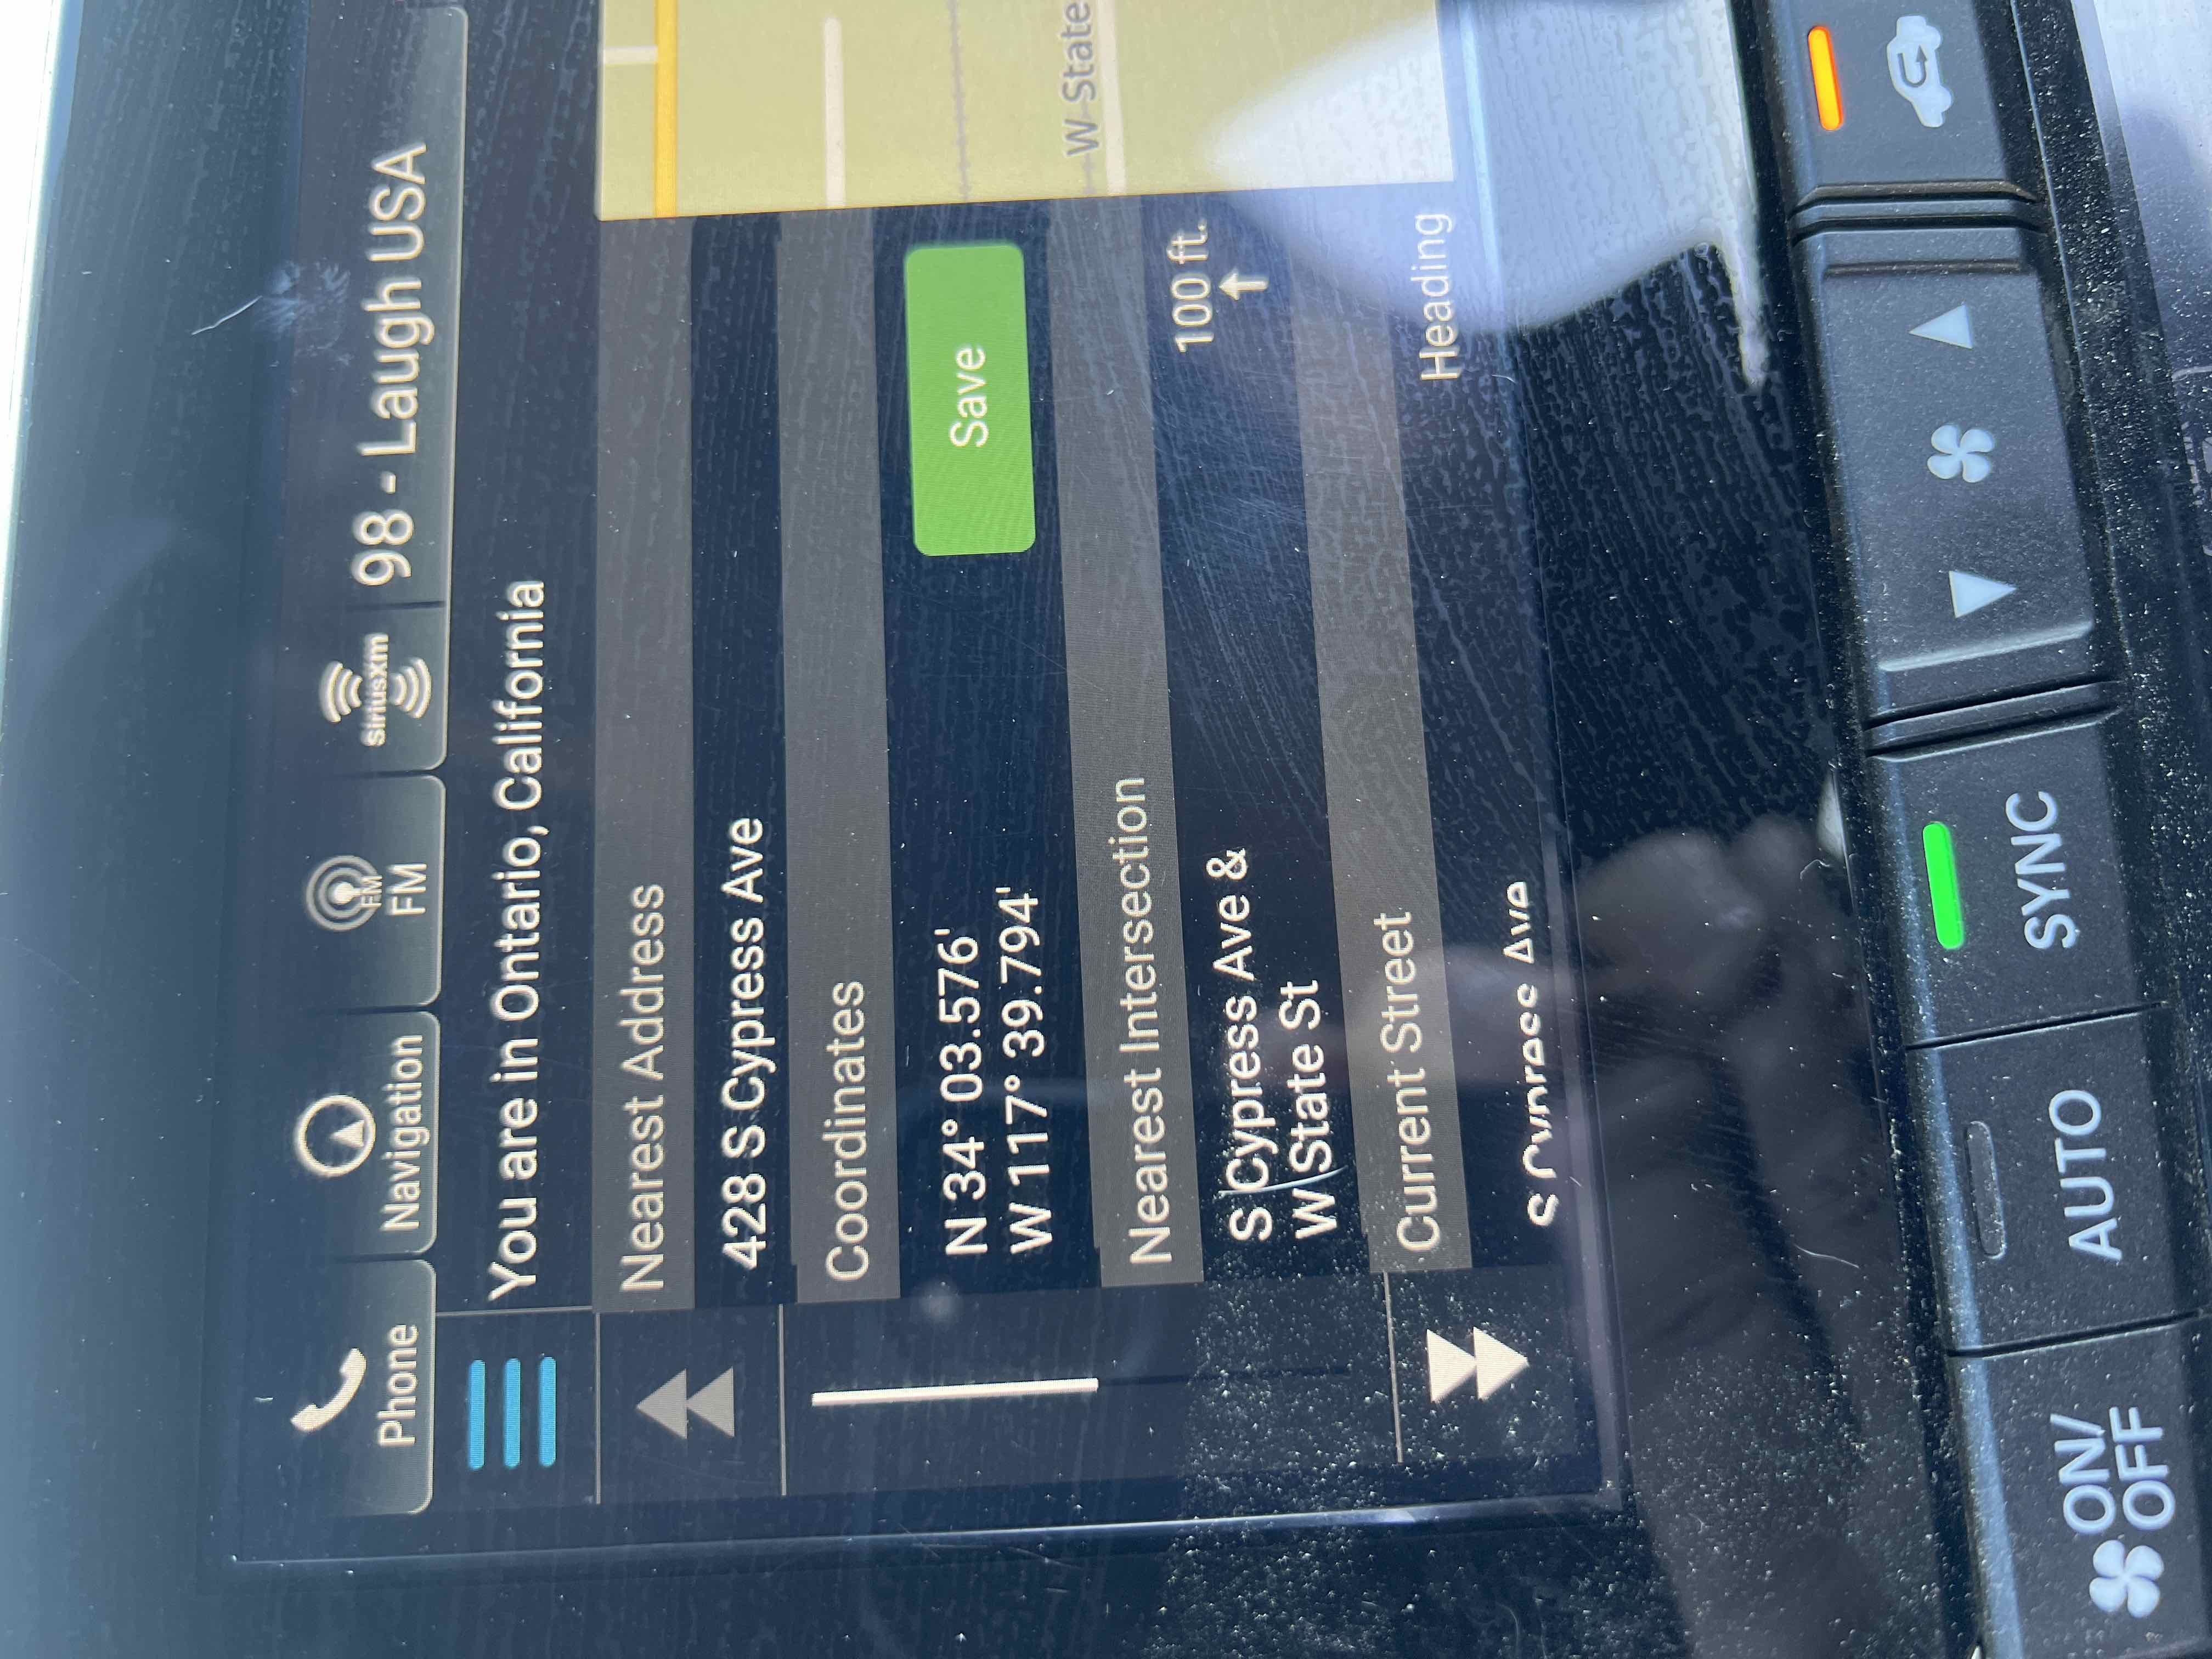 Phone
Navigation
FM
FM
siriusxm
98 - Laugh USA
You are in Ontario, California
Nearest Address
428 S Cypress Ave
Coordinates
N 34° 03.576'
W 117° 39.794'
Save
Nearest Intersection
S Cypress Ave &
W State St
100 ft.
Current Street
Heading
S Cypress Ave
W State
ON/
OFF
AUTO
SYNC